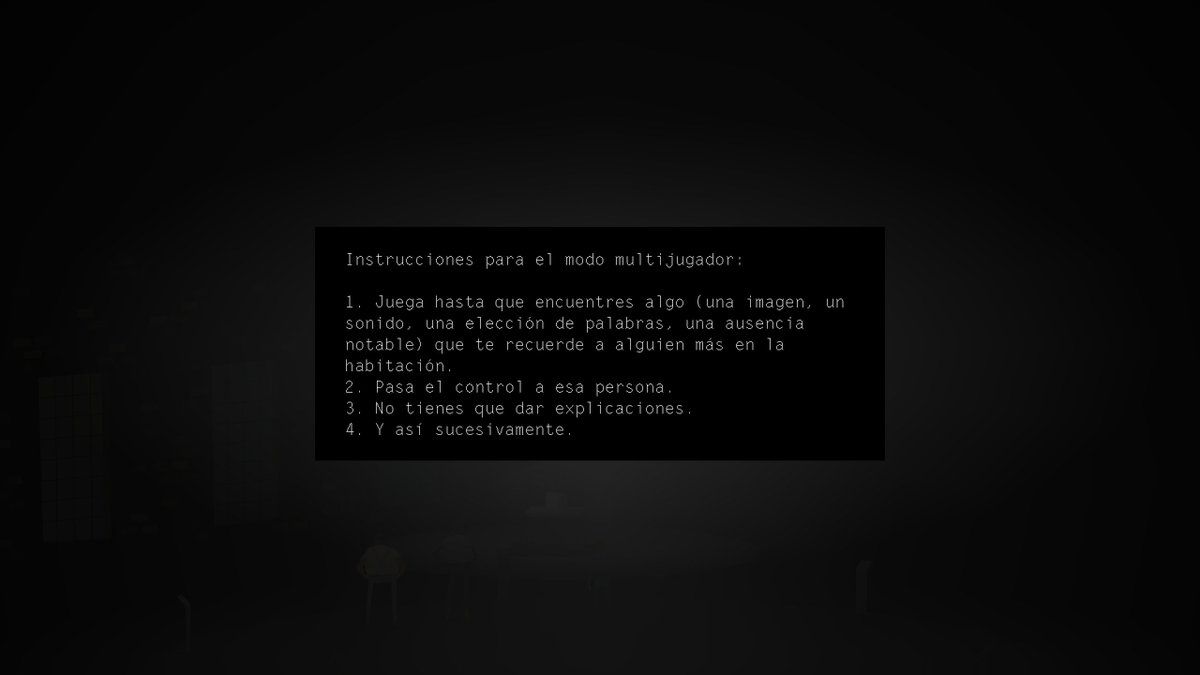 Instrucciones para el modo multijugador:
1. Juega hasta que encuentres algo (una imagen, un
sonido, una elección de palabras, una ausencia
notable) que te recuerde a alguien más en la
habitación.
2. Pasa el control a esa persona.
3. No tienes que dar explicaciones.
4. Y así sucesivamente.